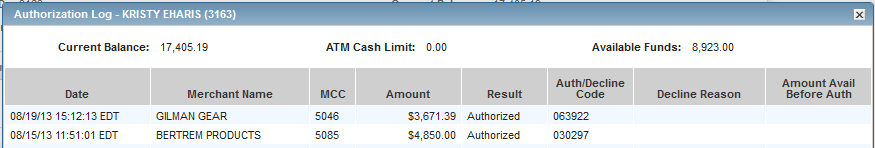 Authorization Log - KRISTY EHARIS (3163)
Current Balance: 17,405.19 ATM Cash Limit: 0.00 Available Funds: 8,923.00
Date Merchant Name MCC Amount Result Auth/Decline Code Decline Reason Amount Avail Before Auth
08/19/13 15:12:13 EDT GILMAN GEAR 5046 $3,671.39 Authorized 063922
08/15/13 11:51:01 EDT BERTREM PRODUCTS 5085 $4,850.00 Authorized 030297